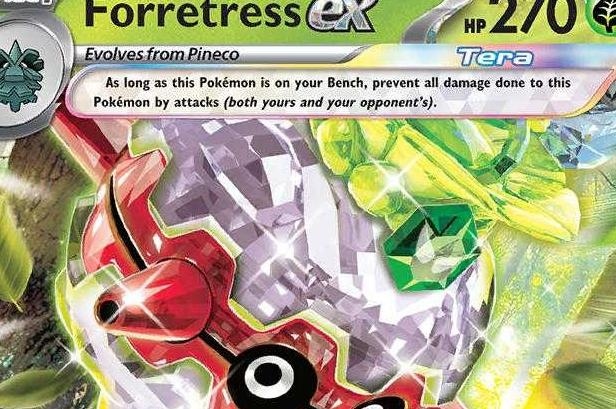 Forretress ex HP 270
Evolves from Pineco Tera
As long as this Pokémon is on your Bench, prevent all damage done to this
Pokémon by attacks (both yours and your opponent's).